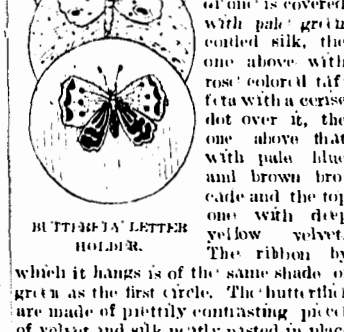 of one is covered
with pale green
corded silk, the
one above with
rose colored taf-
feta with a cerise
dot over it, the
one above that
with pale blue
and brown bro-
cade and the top
one with deep
yellow velvet.
The ribbon by
BUTTERFLY LETTER
HOLDER.
which it hangs is of the same shade of
green as the first circle. The butterflies
are made of prettily contrasting pieces
of velvet and silk neatly pasted in place